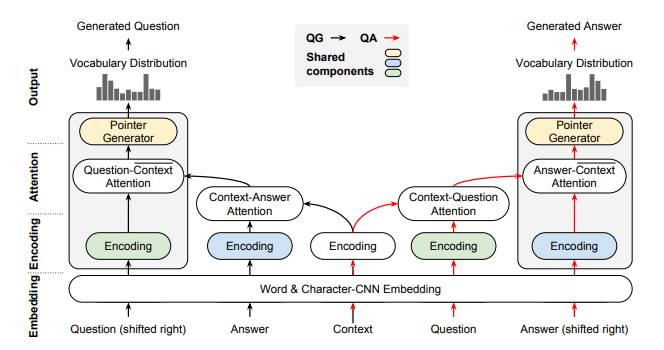 Generated Question
Generated Answer
QG
QA
Shared
components
Vocabulary Distribution
Vocabulary Distribution
Output
Pointer
Generator
Pointer
Generator
Attention
Question-Context
Attention
Context-Answer
Attention
Context-Question
Attention
Answer-Context
Attention
Encoding
Encoding
Encoding
Encoding
Encoding
Encoding
Embedding
Word & Character-CNN Embedding
Question (shifted right)
Answer
Context
Question
Answer (shifted right)